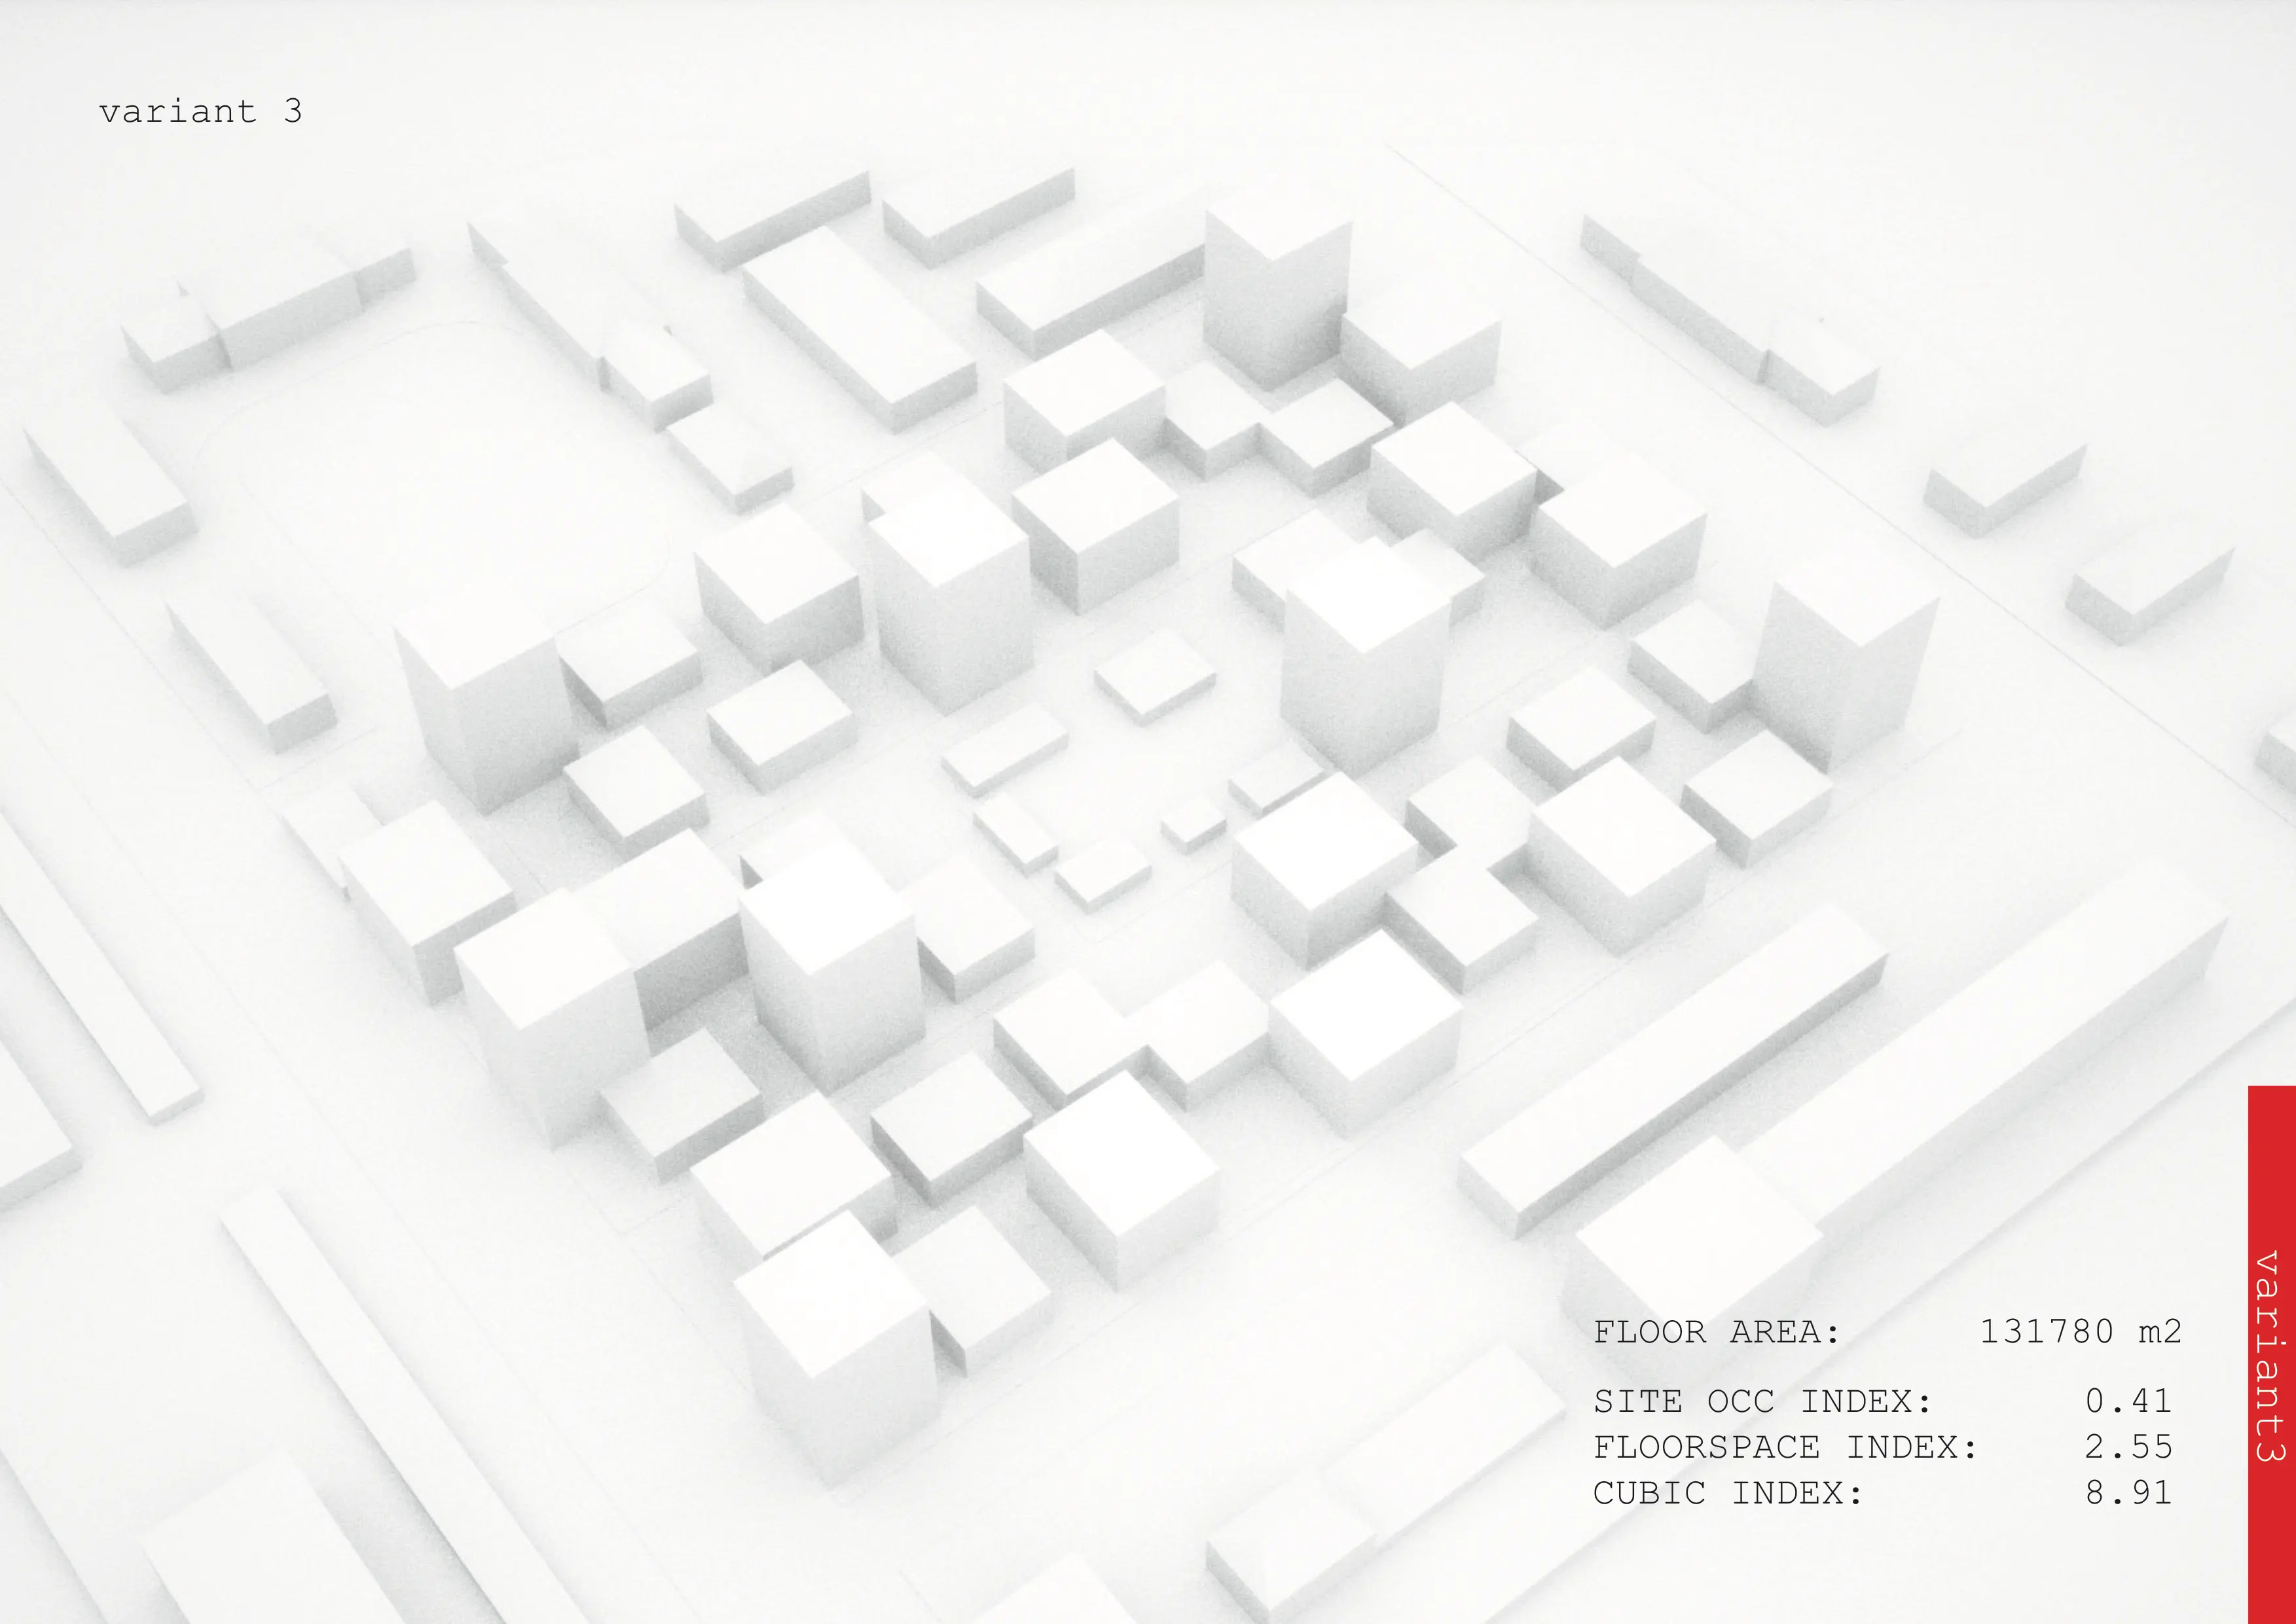 variant 3
FLOOR AREA: 131780 m2
SITE OCC INDEX: 0.41
FLOORSPACE INDEX: 2.55
CUBIC INDEX: 8.91
variant3